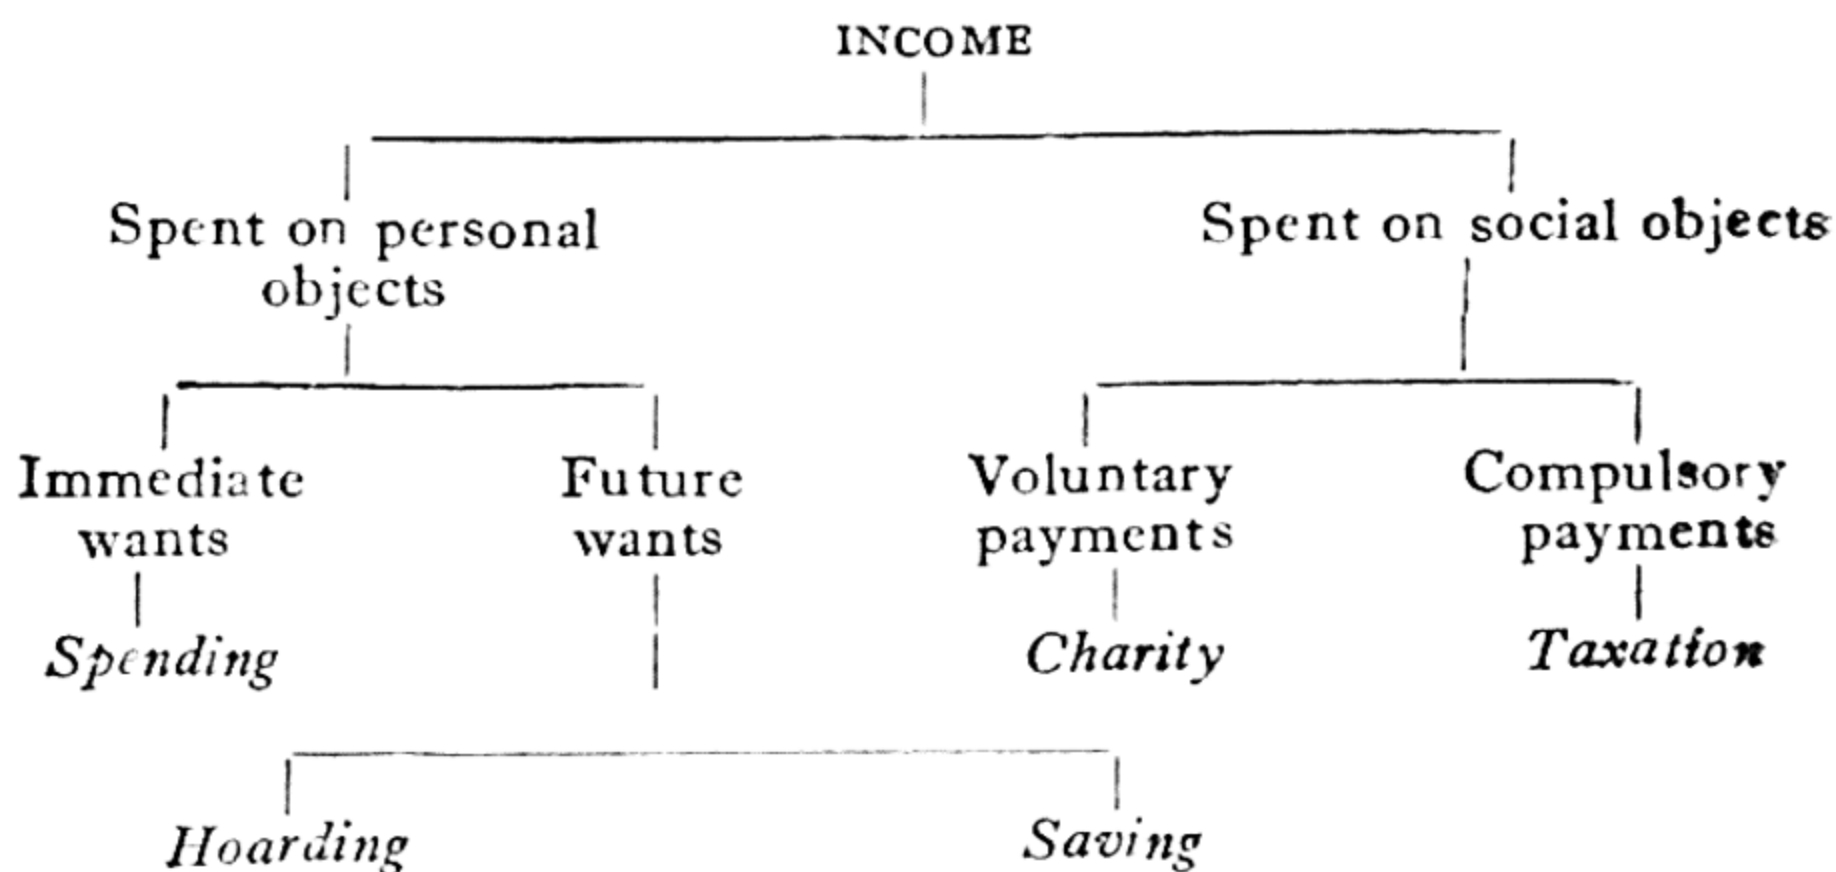 INCOME
Spent on personal
objects
Spent on social objects
Immediate
wants
Future
wants
Voluntary
payments
Compulsory
payments
Spending
Charity
Taxation
Hoarding
Saving